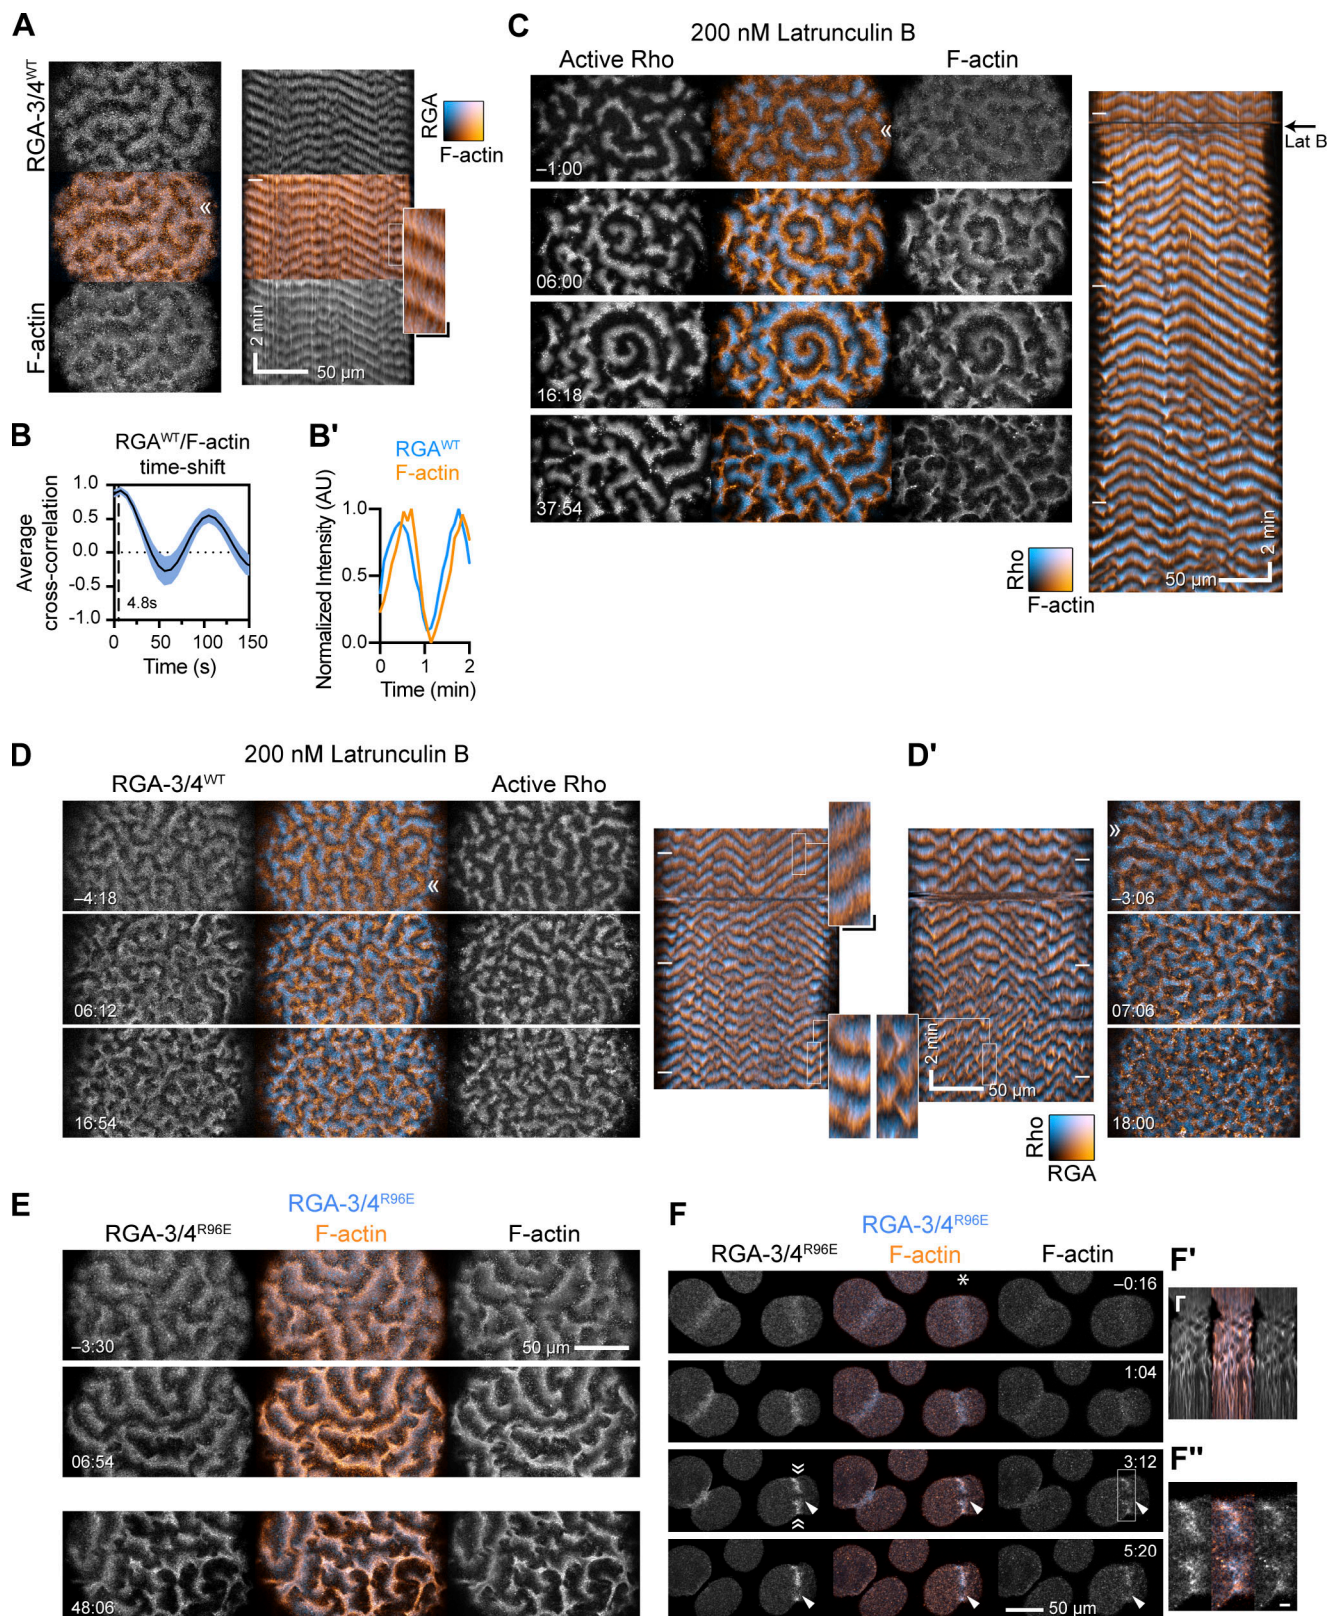 A
RGA-3/4WT
F-actin
«
RGA
F-actin
2 min
50 µm
B
RGAWT/F-actin
time-shift
Average
cross-correlation
1.0
0.5
0.0
-0.5
-1.0
4.8s
0 50 100 150
Time (s)
B'
RGAWT
F-actin
Normalized Intensity (AU)
1.0
0.5
0.0
0 1 2
Time (min)
C
200 nM Latrunculin B
Active Rho F-actin
–1:00
«
06:00
16:18
37:54
Lat B
2 min
50 µm
Rho
F-actin
D
200 nM Latrunculin B
RGA-3/4WT Active Rho
–4:18
«
06:12
16:54
D'
2 min
50 µm
Rho
RGA
»
–3:06
07:06
18:00
E
RGA-3/4R96E
RGA-3/4R96E F-actin F-actin
–3:30
50 µm
06:54
48:06
F
RGA-3/4R96E
RGA-3/4R96E F-actin F-actin
*
–0:16
1:04
3:12
5:20
50 µm
F'
F''